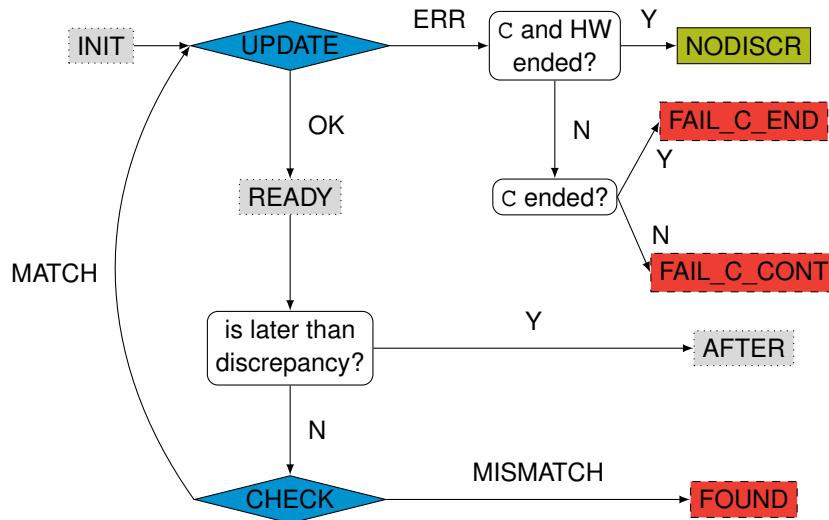 INIT
UPDATE
ERR
C and HW
ended?
Y
NODISCR
OK
N
FAIL_C_END
Y
READY
C ended?
N
MATCH
FAIL_C_CONT
is later than
discrepancy?
Y
AFTER
N
CHECK
MISMATCH
FOUND